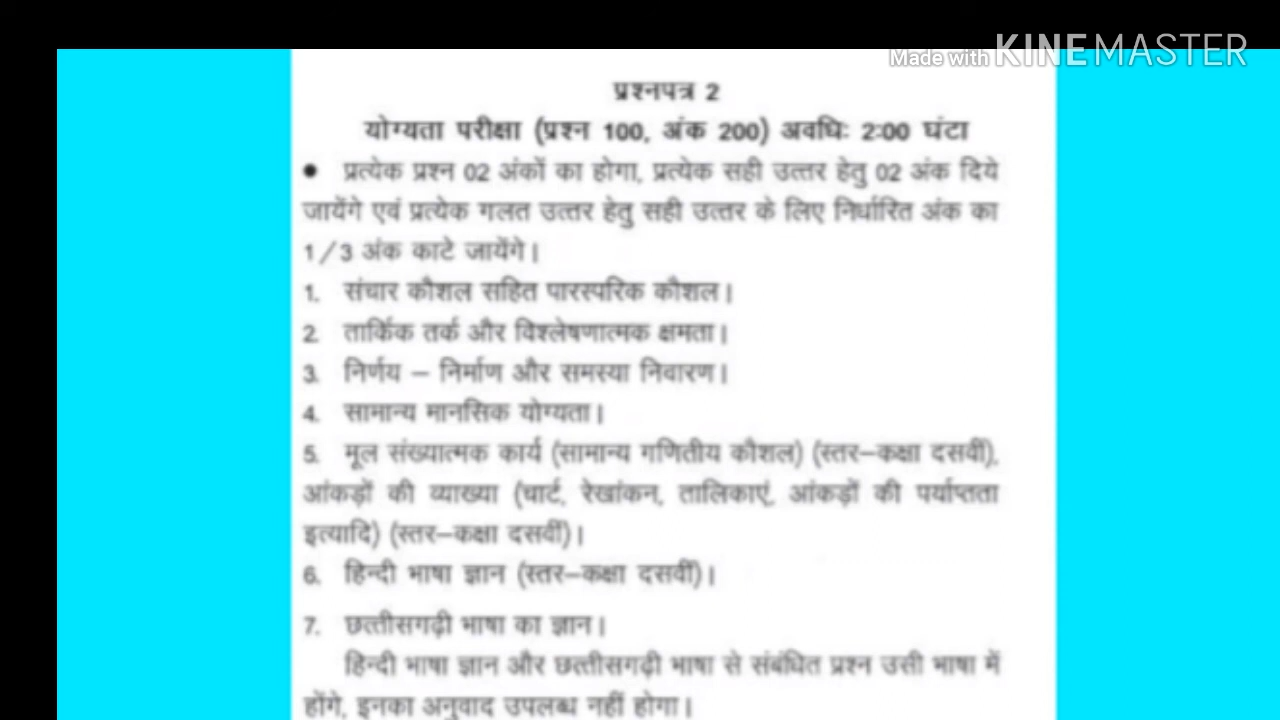 Made with KINEMASTER
प्रश्नपत्र 2
योग्यता परीक्षा (प्रश्न 100, अंक 200) अवधिः 2:00 घंटा
● प्रत्येक प्रश्न 02 अंकों का होगा, प्रत्येक सही उत्तर हेतु 02 अंक दिये
जायेंगे एवं प्रत्येक गलत उत्तर हेतु सही उत्तर के लिए निर्धारित अंक का
1/3 अंक काटे जायेंगे।
1. संचार कौशल सहित पारस्परिक कौशल।
2. तार्किक तर्क और विश्लेषणात्मक क्षमता।
3. निर्णय – निर्माण और समस्या निवारण।
4. सामान्य मानसिक योग्यता।
5. मूल संख्यात्मक कार्य (सामान्य गणितीय कौशल) (स्तर–कक्षा दसवीं),
आंकड़ों की व्याख्या (चार्ट, रेखांकन, तालिकाएं, आंकड़ों की पर्याप्तता
इत्यादि) (स्तर–कक्षा दसवीं)।
6. हिन्दी भाषा ज्ञान (स्तर–कक्षा दसवीं)।
7. छत्तीसगढ़ी भाषा का ज्ञान।
हिन्दी भाषा ज्ञान और छत्तीसगढ़ी भाषा से संबंधित प्रश्न उसी भाषा में
होंगे, इनका अनुवाद उपलब्ध नहीं होगा।